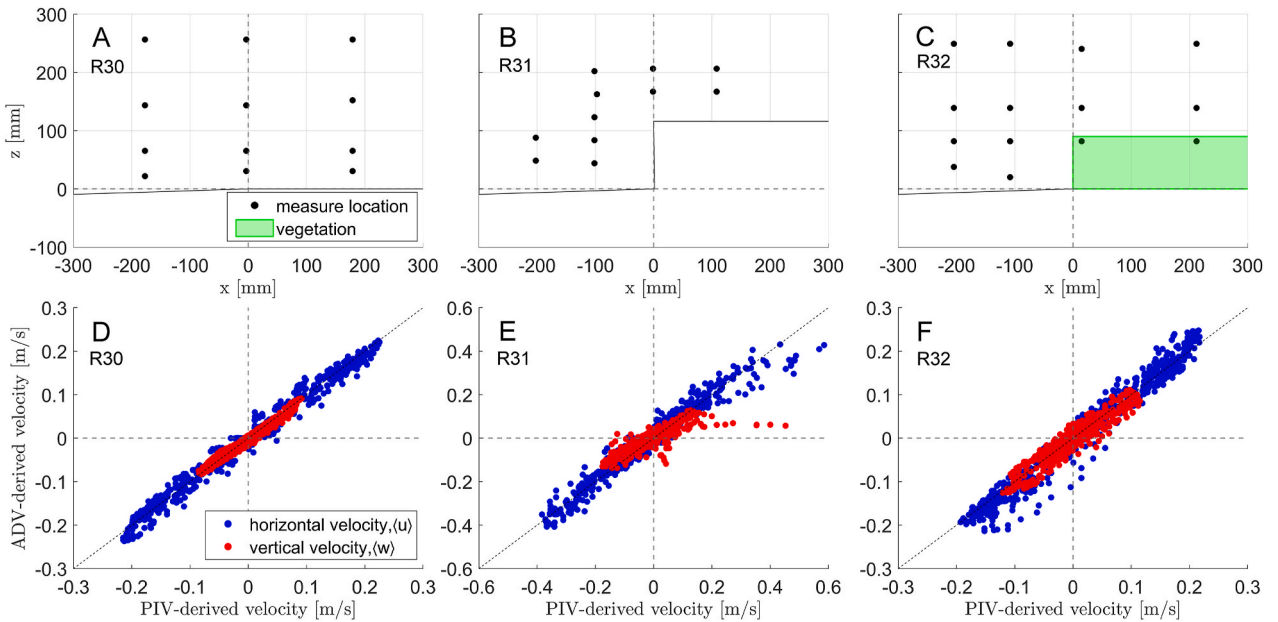 A
R30
300
200
100
0
-100
z [mm]
-300
-200
-100
0
100
200
300
x [mm]
measure location
vegetation
B
R31
-300
-200
-100
0
100
200
300
x [mm]
C
R32
-300
-200
-100
0
100
200
300
x [mm]
D
R30
0.3
0.2
0.1
0
-0.1
-0.2
-0.3
ADV-derived velocity [m/s]
horizontal velocity,⟨u⟩
vertical velocity,⟨w⟩
-0.3
-0.2
-0.1
0
0.1
0.2
0.3
PIV-derived velocity [m/s]
E
R31
0.6
0.4
0.2
0
-0.2
-0.4
-0.6
-0.6
-0.4
-0.2
0
0.2
0.4
0.6
PIV-derived velocity [m/s]
F
R32
0.3
0.2
0.1
0
-0.1
-0.2
-0.3
-0.3
-0.2
-0.1
0
0.1
0.2
0.3
PIV-derived velocity [m/s]